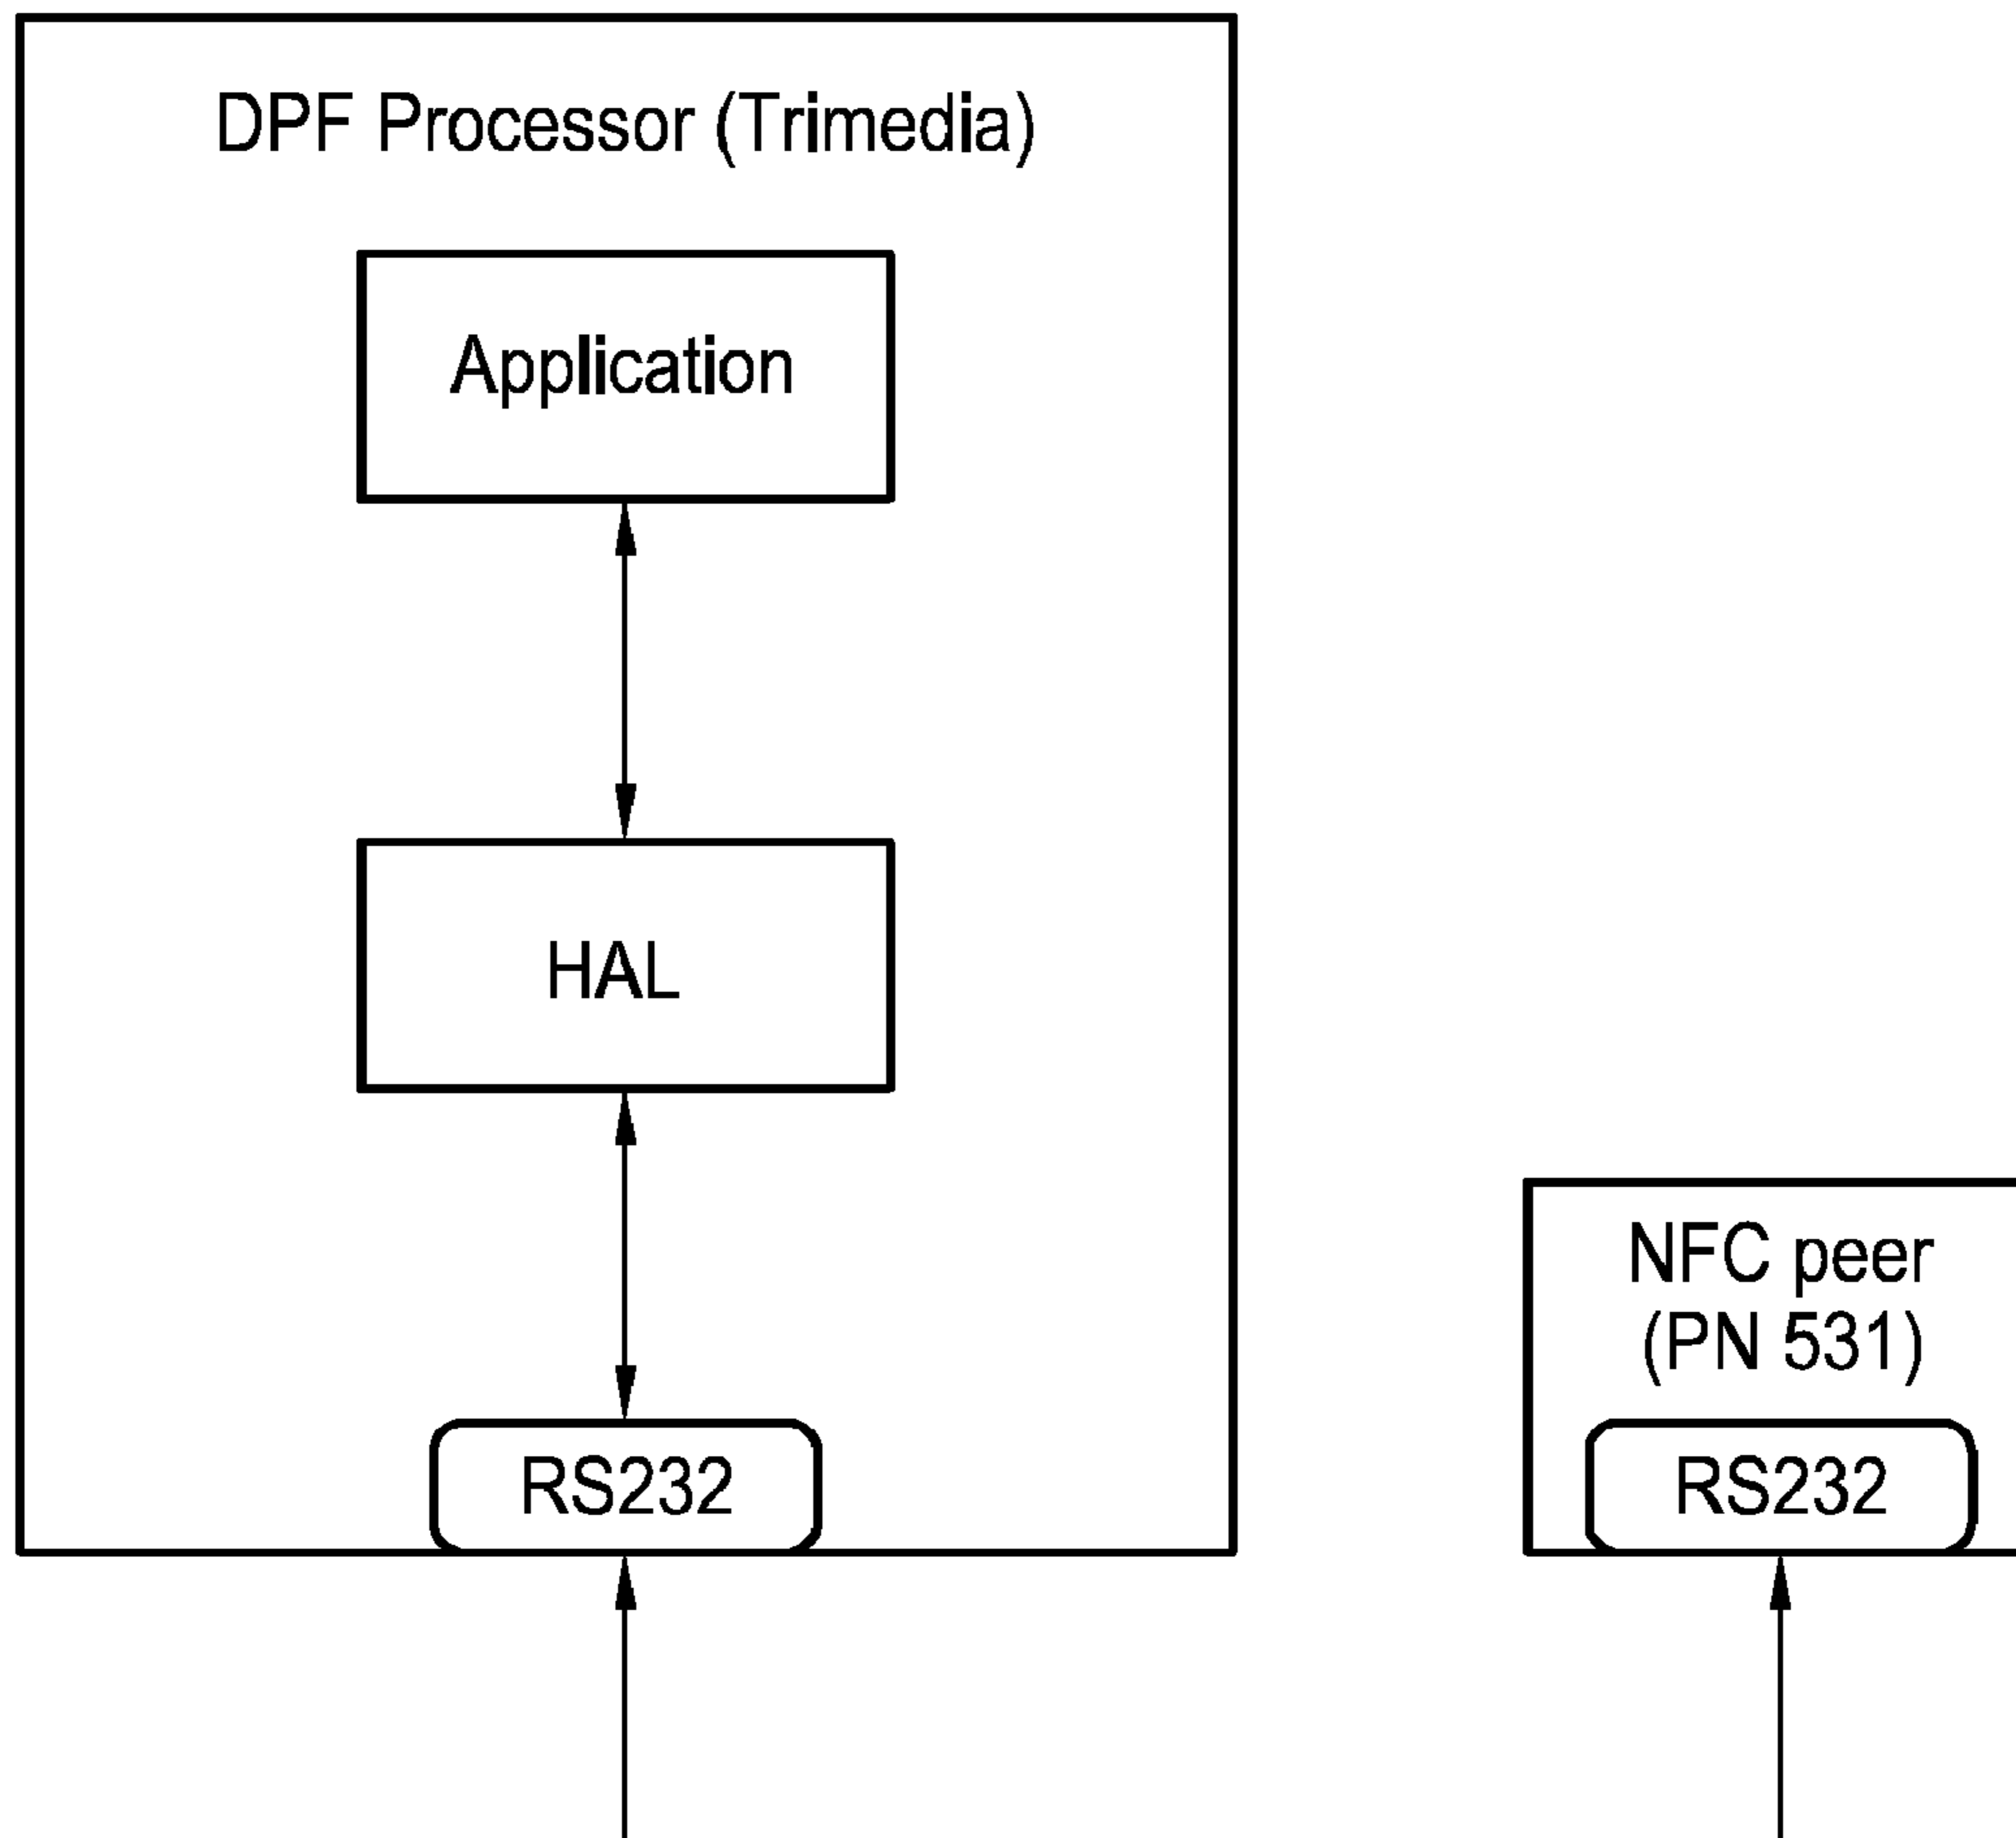 DPF Processor (Trimedia)
Application
HAL
RS232
NFC peer
(PN 531)
RS232